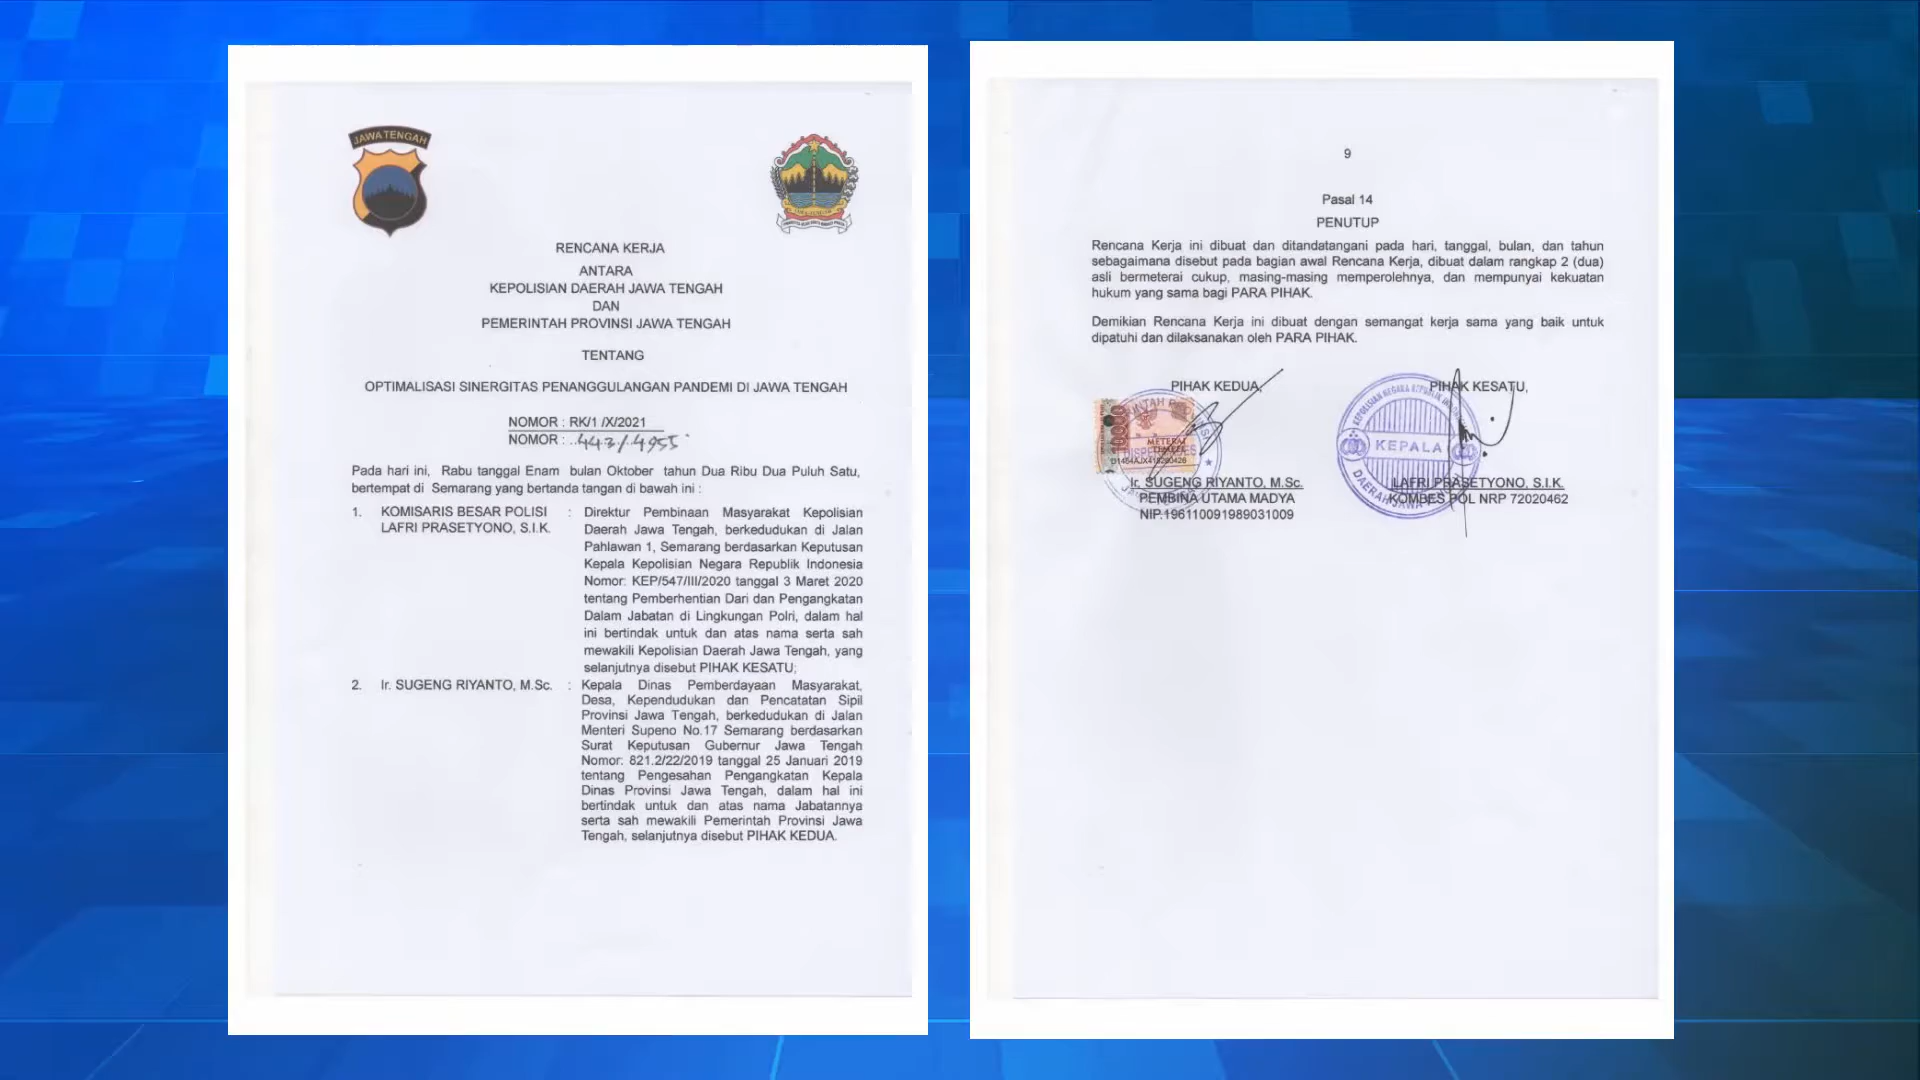 JAWA TENGAH
RENCANA KERJA
ANTARA
KEPOLISIAN DAERAH JAWA TENGAH
DAN
PEMERINTAH PROVINSI JAWA TENGAH
TENTANG
OPTIMALISASI SINERGITAS PENANGGULANGAN PANDEMI DI JAWA TENGAH
NOMOR : RK/1 /X/2021
NOMOR : ..443/4955
Pada hari ini, Rabu tanggal Enam bulan Oktober tahun Dua Ribu Dua Puluh Satu,
bertempat di Semarang yang bertanda tangan di bawah ini :
1. KOMISARIS BESAR POLISI : Direktur Pembinaan Masyarakat Kepolisian
LAFRI PRASETYONO, S.I.K. Daerah Jawa Tengah, berkedudukan di Jalan
Pahlawan 1, Semarang berdasarkan Keputusan
Kepala Kepolisian Negara Republik Indonesia
Nomor: KEP/547/III/2020 tanggal 3 Maret 2020
tentang Pemberhentian Dari dan Pengangkatan
Dalam Jabatan di Lingkungan Polri, dalam hal
ini bertindak untuk dan atas nama serta sah
mewakili Kepolisian Daerah Jawa Tengah, yang
selanjutnya disebut PIHAK KESATU;
2. Ir. SUGENG RIYANTO, M.Sc. : Kepala Dinas Pemberdayaan Masyarakat,
Desa, Kependudukan dan Pencatatan Sipil
Provinsi Jawa Tengah, berkedudukan di Jalan
Menteri Supeno No.17 Semarang berdasarkan
Surat Keputusan Gubernur Jawa Tengah
Nomor: 821.2/22/2019 tanggal 25 Januari 2019
tentang Pengesahan Pengangkatan Kepala
Dinas Provinsi Jawa Tengah, dalam hal ini
bertindak untuk dan atas nama Jabatannya
serta sah mewakili Pemerintah Provinsi Jawa
Tengah, selanjutnya disebut PIHAK KEDUA.
9
Pasal 14
PENUTUP
Rencana Kerja ini dibuat dan ditandatangani pada hari, tanggal, bulan, dan tahun
sebagaimana disebut pada bagian awal Rencana Kerja, dibuat dalam rangkap 2 (dua)
asli bermeterai cukup, masing-masing memperolehnya, dan mempunyai kekuatan
hukum yang sama bagi PARA PIHAK.
Demikian Rencana Kerja ini dibuat dengan semangat kerja sama yang baik untuk
dipatuhi dan dilaksanakan oleh PARA PIHAK.
PIHAK KEDUA, PIHAK KESATU,
10000
METERAI
KEPALA
Ir. SUGENG RIYANTO, M.Sc. LAFRI PRASETYONO, S.I.K.
PEMBINA UTAMA MADYA KOMBES POL NRP 72020462
NIP.196110091989031009